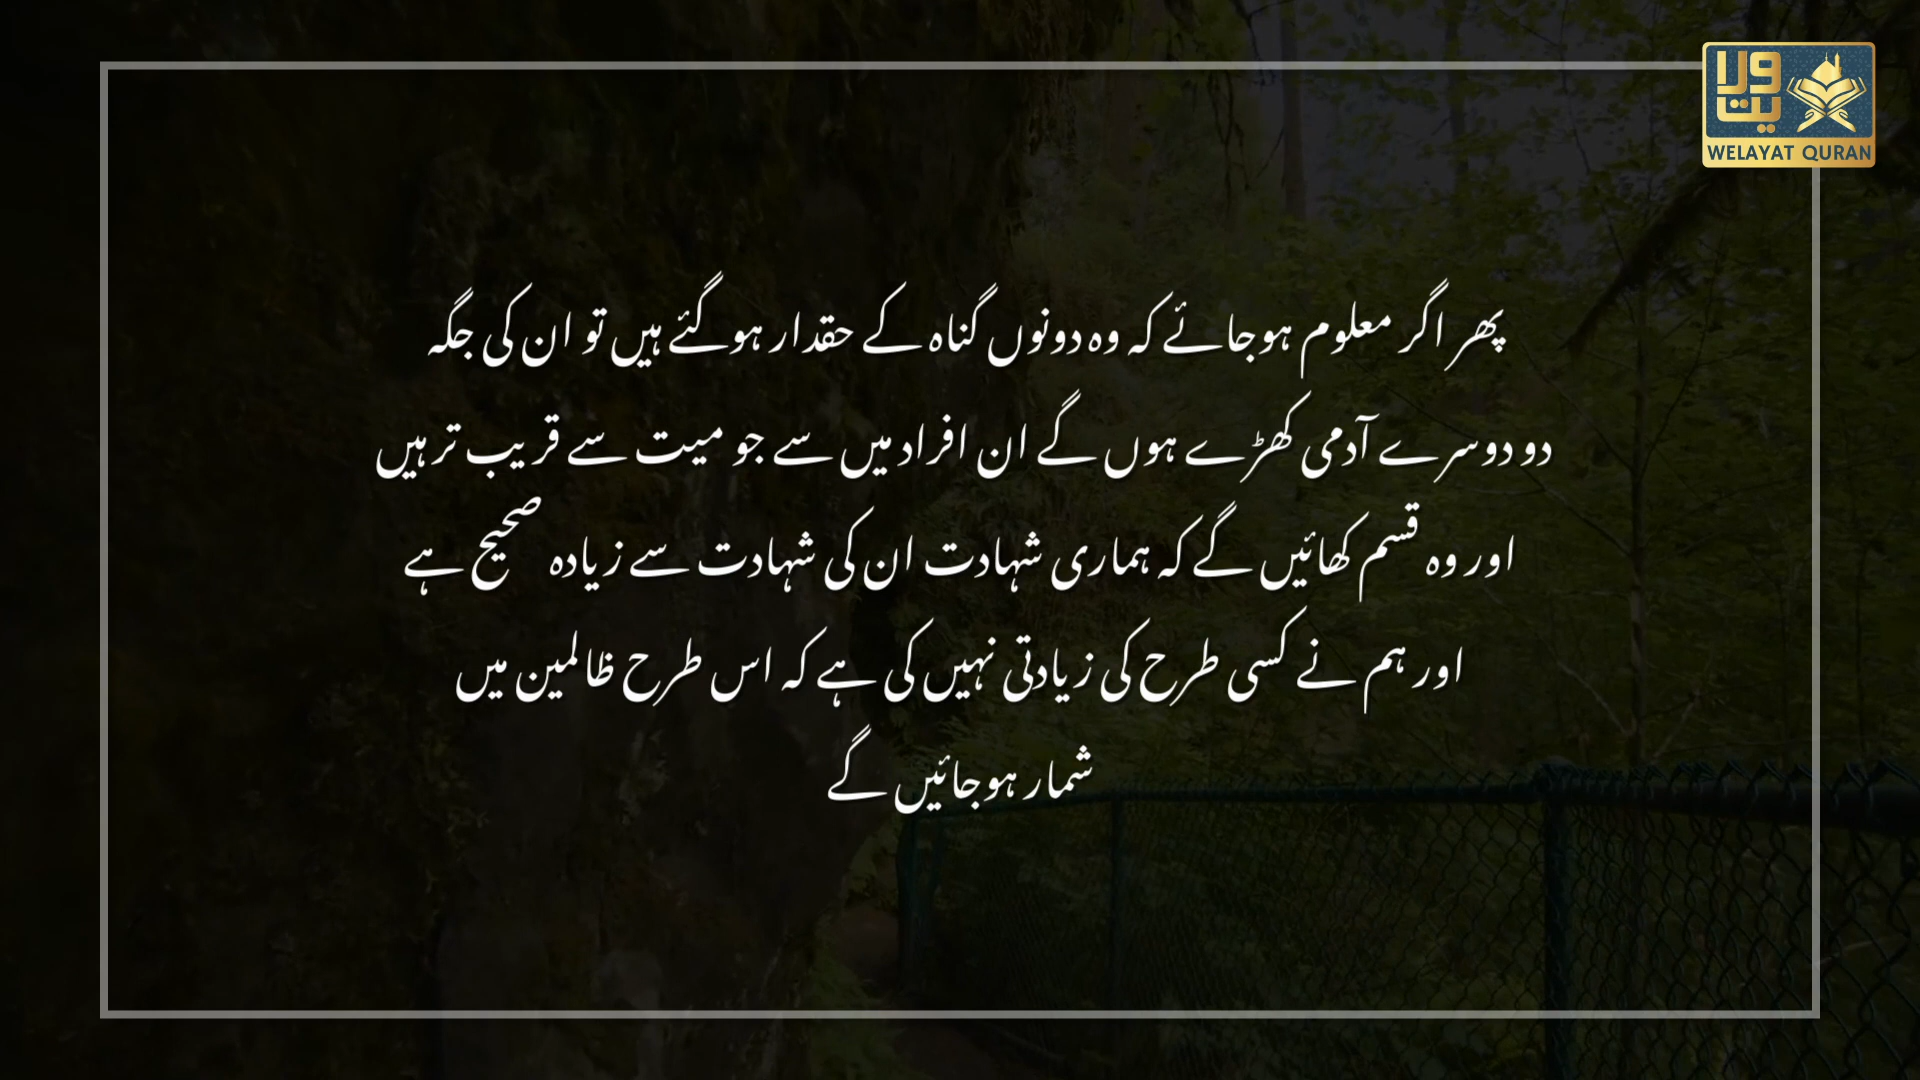 ولایت
WELAYAT QURAN
پھر اگر معلوم ہوجائے کہ وہ دونوں گناہ کے حقدار ہوگئے ہیں تو ان کی جگہ
دو دوسرے آدمی کھڑے ہوں گے ان افراد میں سے جو میت سے قریب تر ہیں
اور وہ قسم کھائیں گے کہ ہماری شہادت ان کی شہادت سے زیادہ صحیح ہے
اور ہم نے کسی طرح کی زیادتی نہیں کی ہے کہ اس طرح ظالمین میں
شمار ہوجائیں گے